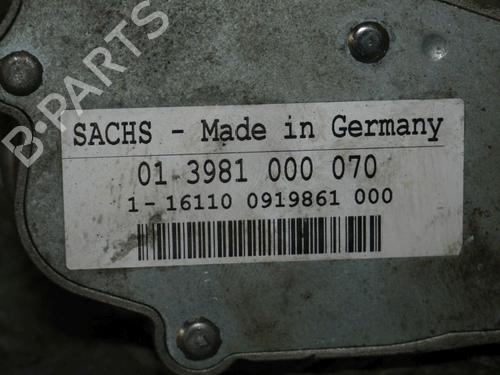 B-PARTS
SACHS - Made in Germany
01 3981 000 070
1- 16110 0919861 000